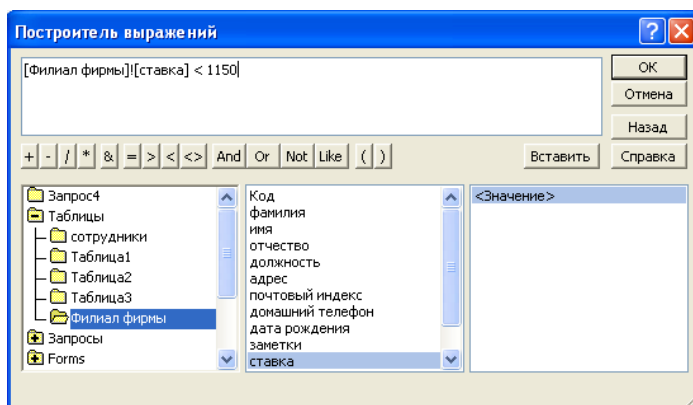 Построитель выражений
[Филиал фирмы]![ставка] < 1150
ОК
Отмена
Назад
+ - / * & = > < <> And Or Not Like ( ) Вставить Справка
Запрос4
Таблицы
сотрудники
Таблица1
Таблица2
Таблица3
Филиал фирмы
Запросы
Forms
Код
фамилия
имя
отчество
должность
адрес
почтовый индекс
домашний телефон
дата рождения
заметки
ставка
<Значение>